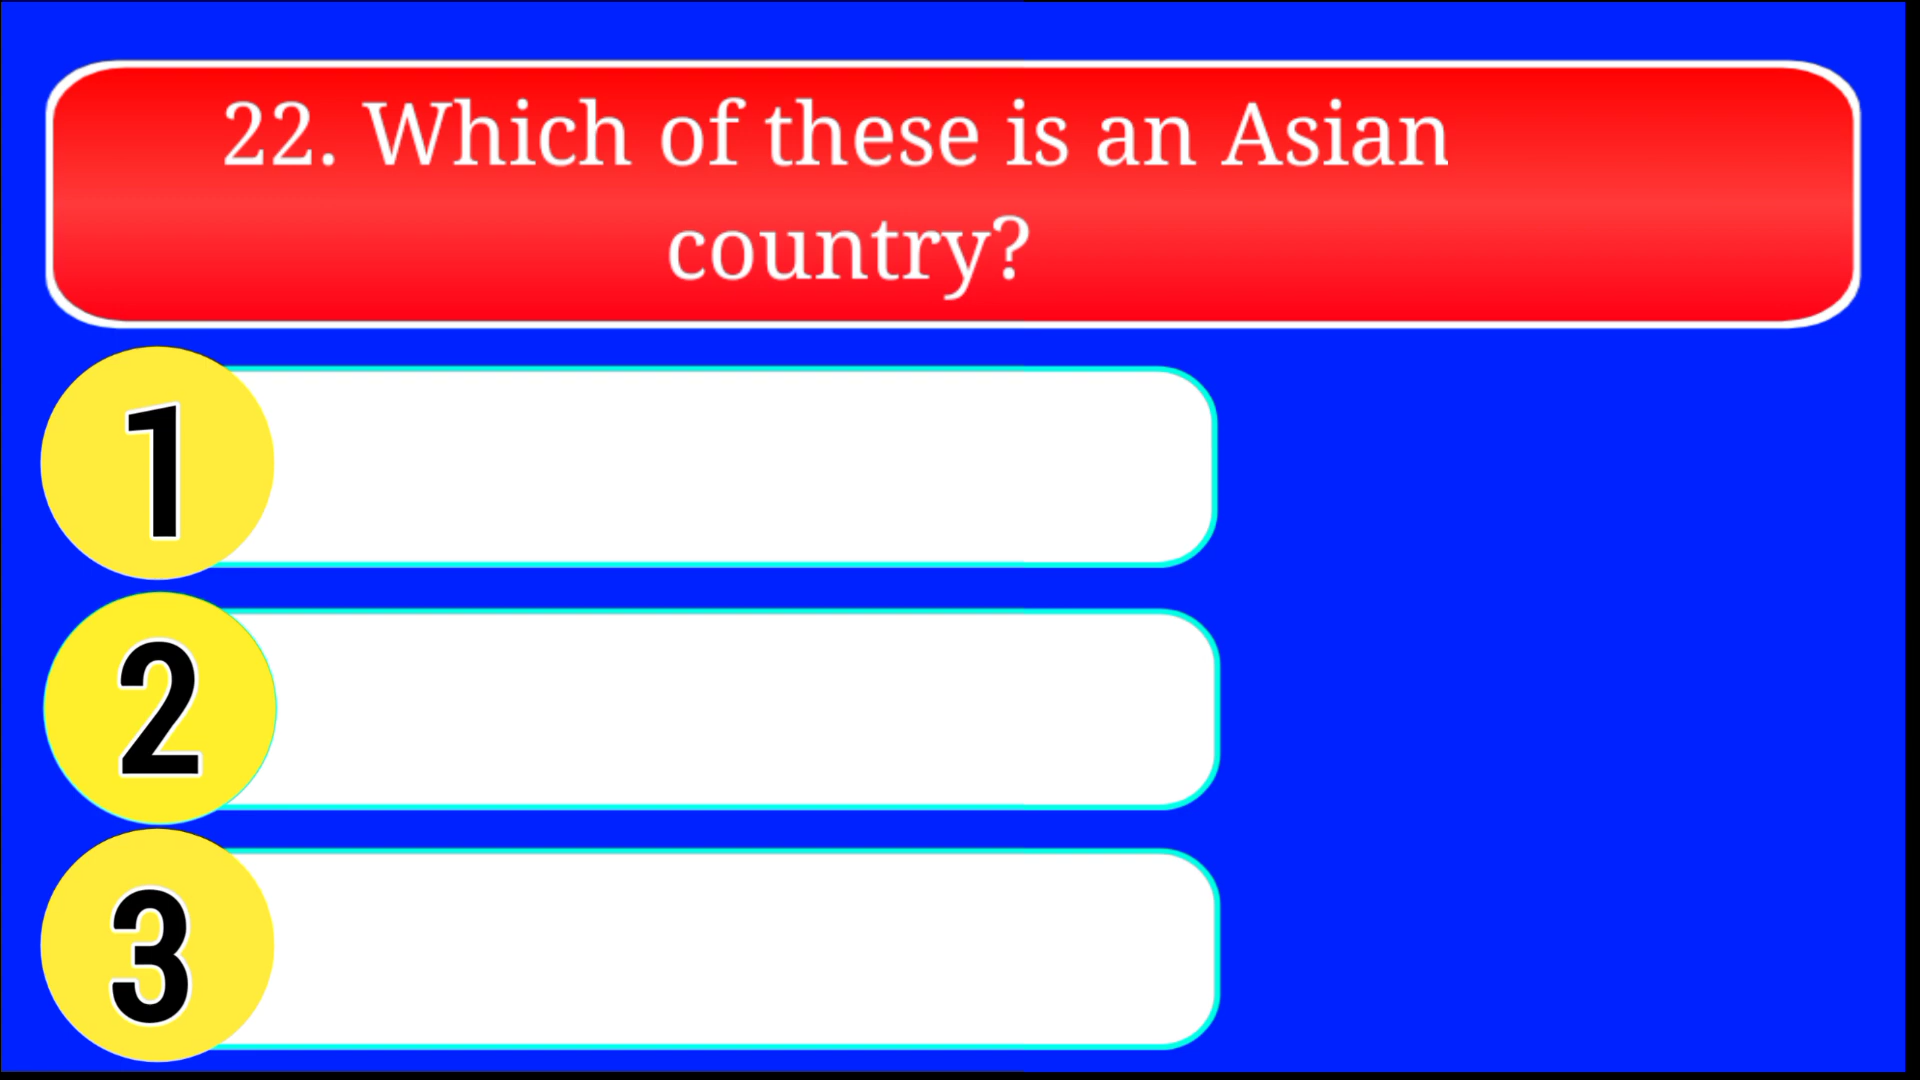 22. Which of these is an Asian
country?
1
2
3